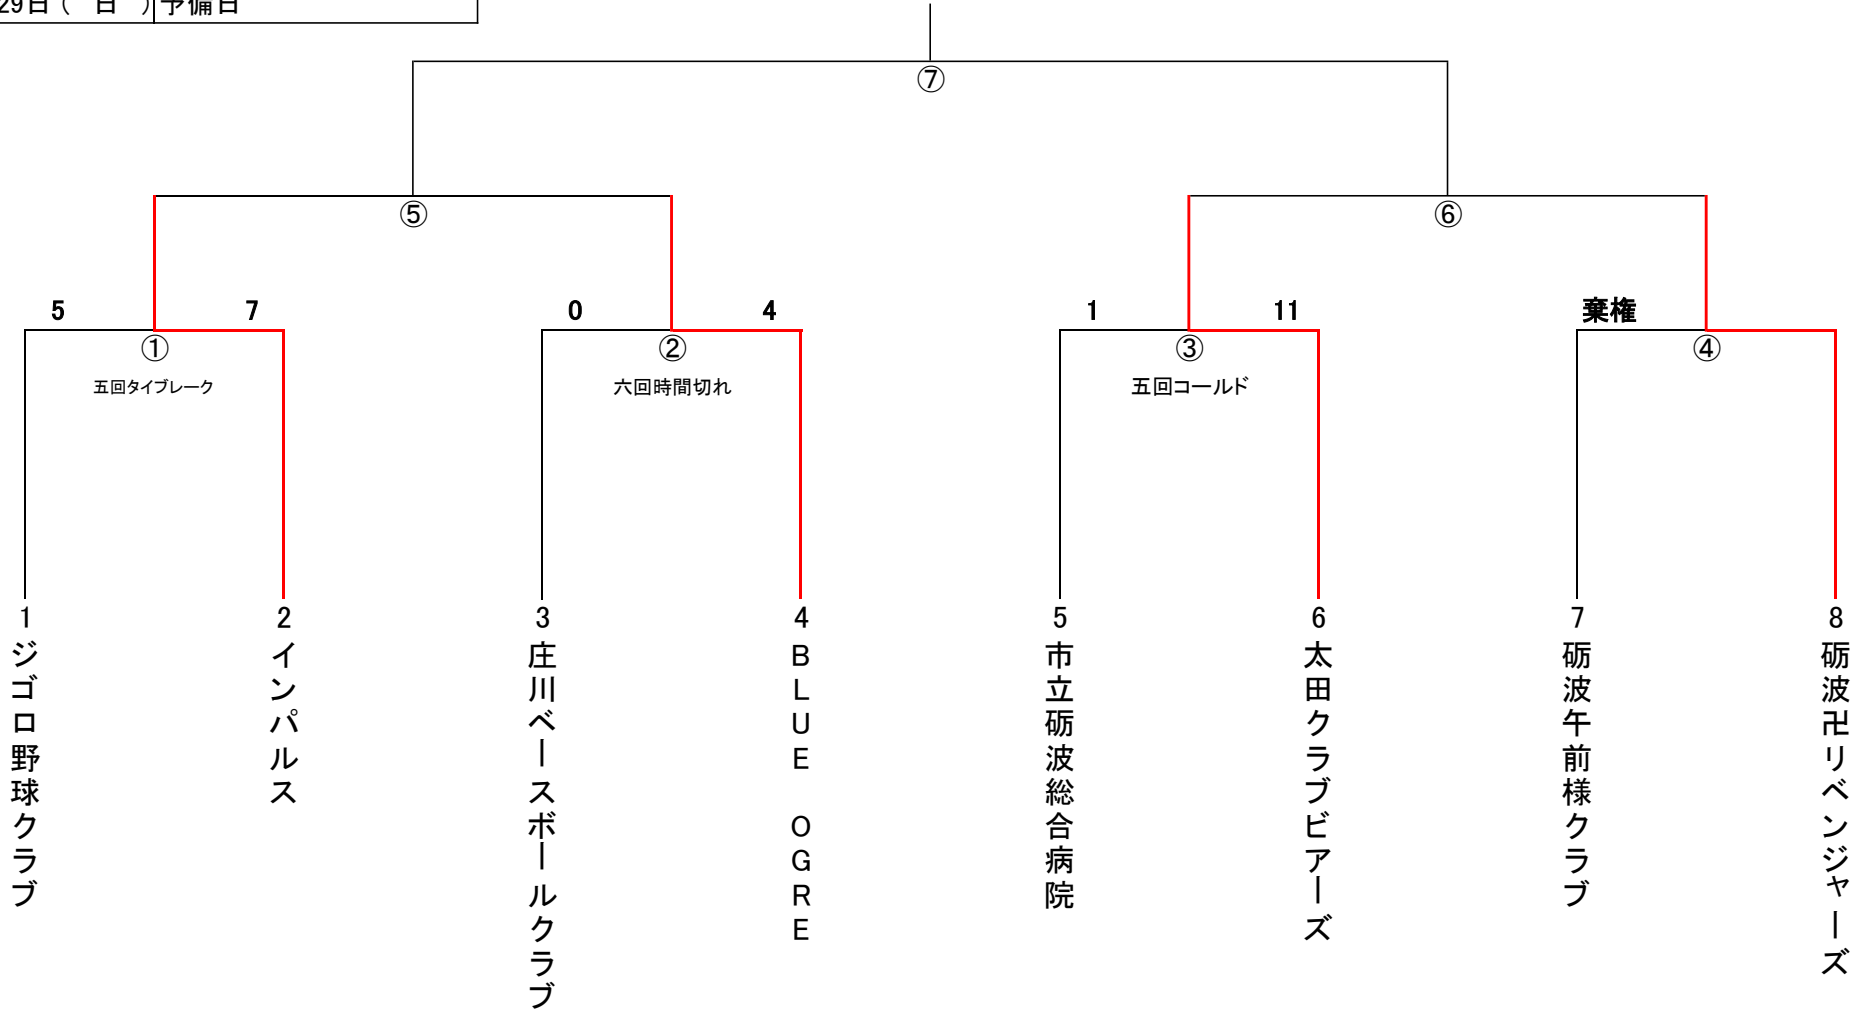 29日（ 日 ） 予備日
⑦
⑤
⑥
5 7
0 4
1 11
棄権
①
②
③
④
五回タイブレーク
六回時間切れ
五回コールド
1 ジゴロ野球クラブ
2 インパルス
3 庄川ベースボールクラブ
4 BLUE OGRE
5 市立砺波総合病院
6 太田クラブビアーズ
7 砺波午前様クラブ
8 砺波卍リベンジャーズ